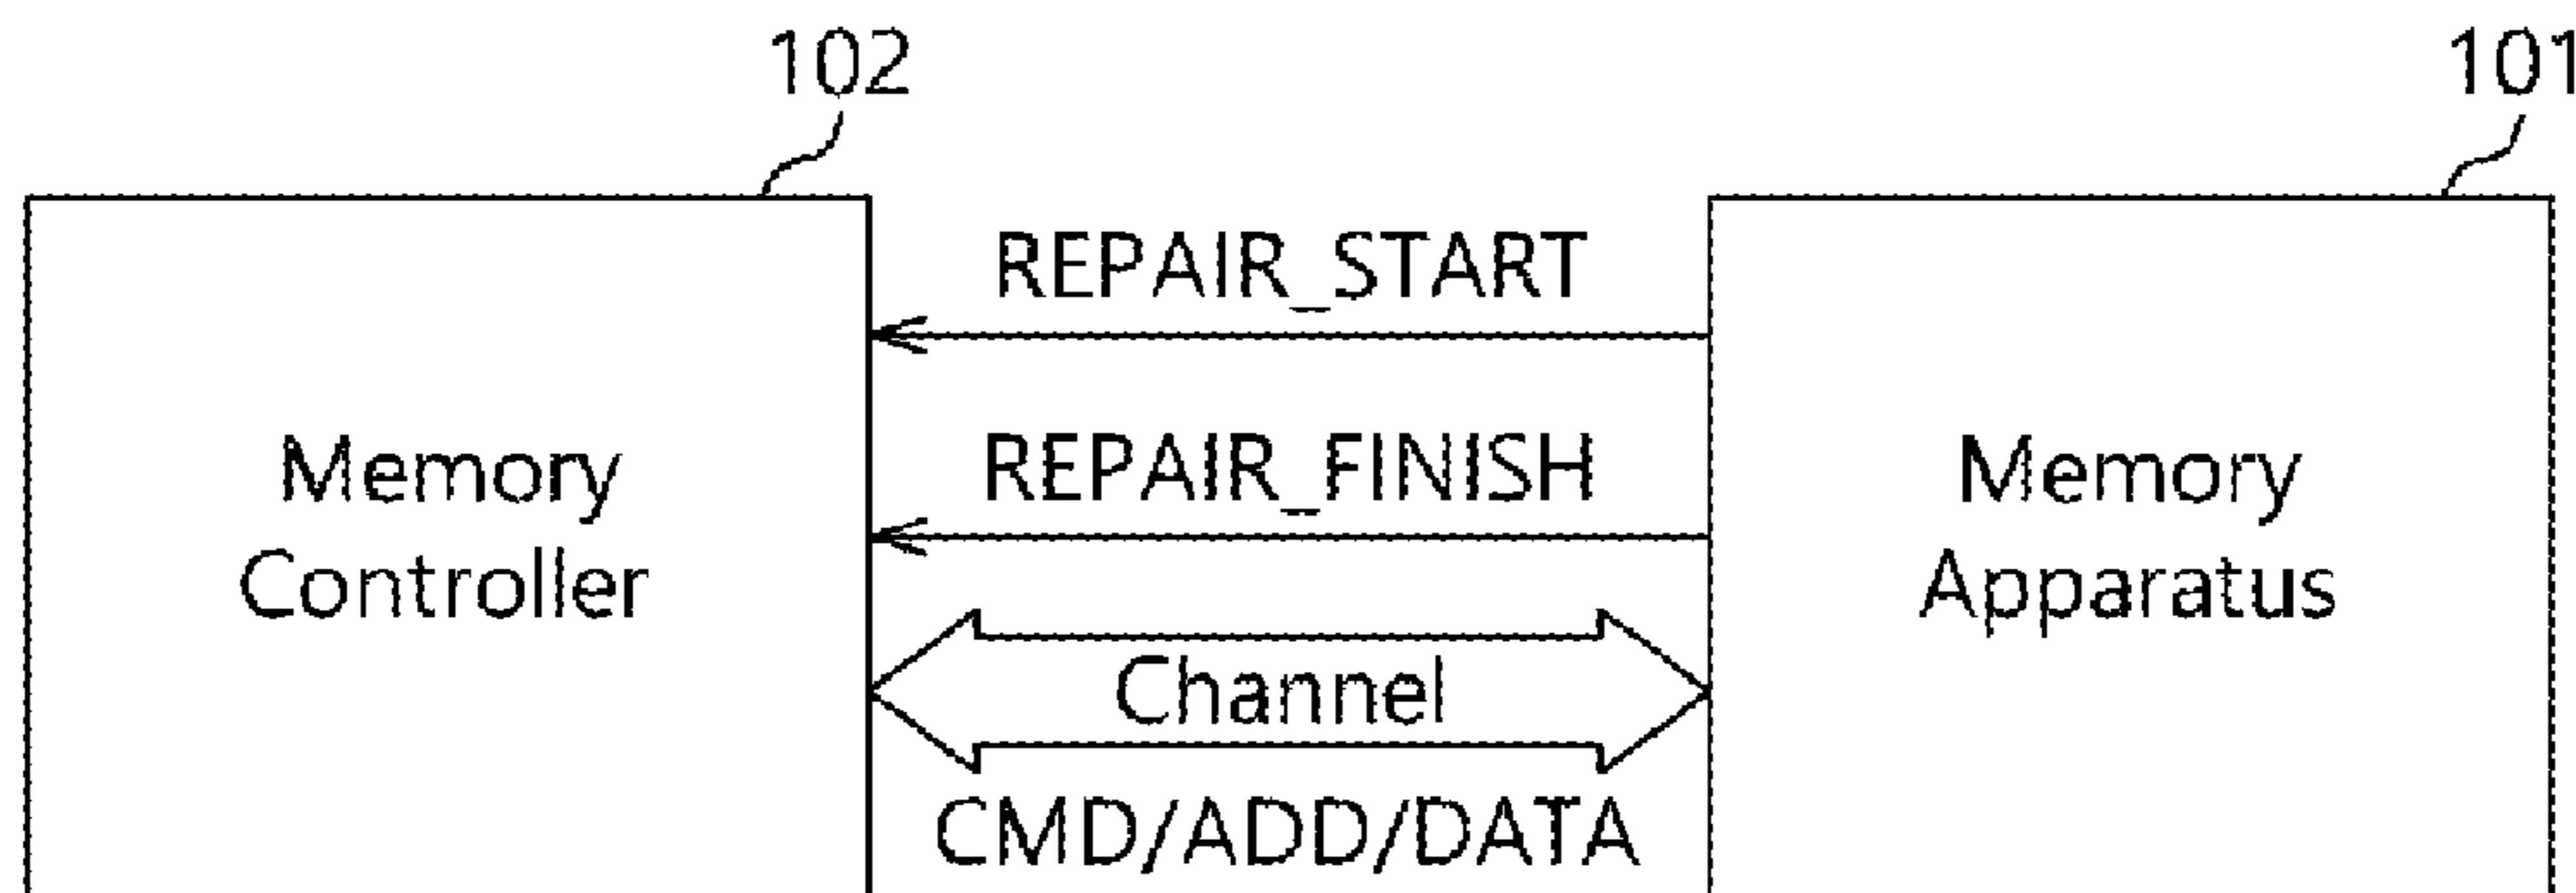 102
101
REPAIR_START
REPAIR_FINISH
Memory
Controller
Memory
Apparatus
Channel
CMD/ADD/DATA